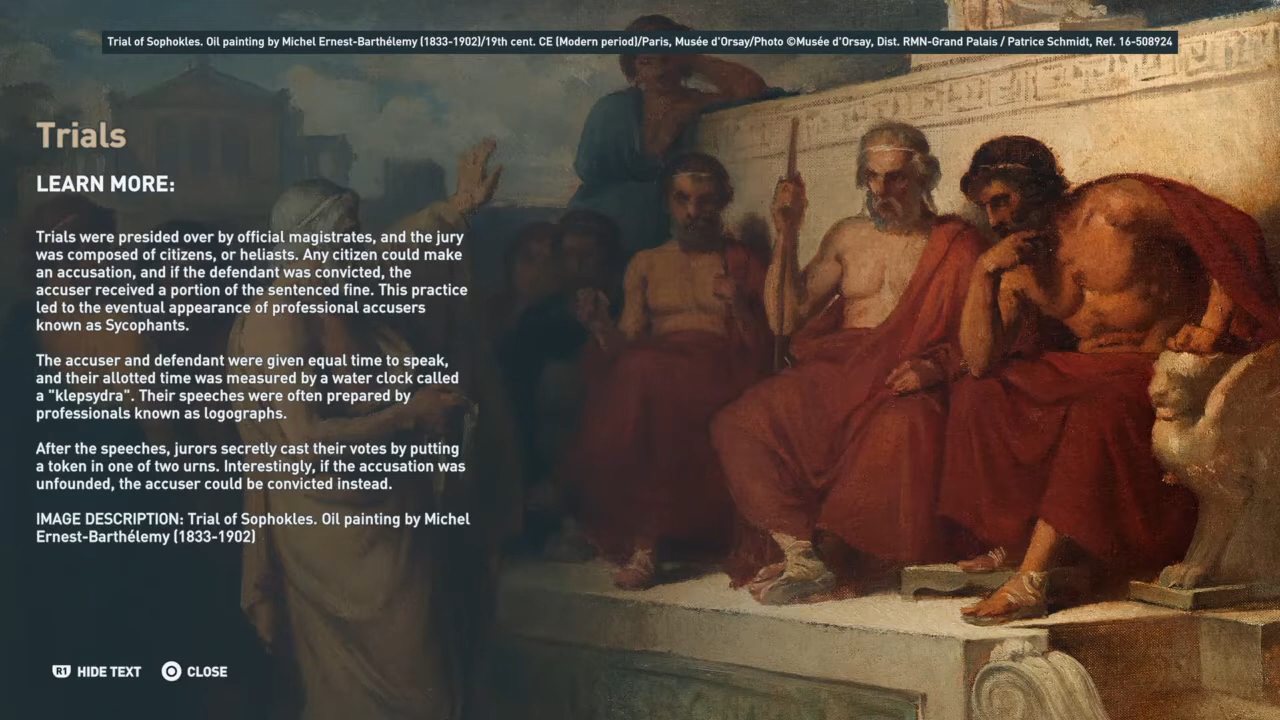 Trial of Sophokles. Oil painting by Michel Ernest-Barthélemy (1833-1902)/19th cent. CE (Modern period)/Paris, Musée d'Orsay/Photo ©Musée d'Orsay, Dist. RMN-Grand Palais / Patrice Schmidt, Ref. 16-508924
Trials
LEARN MORE:
Trials were presided over by official magistrates, and the jury
was composed of citizens, or heliasts. Any citizen could make
an accusation, and if the defendant was convicted, the
accuser received a portion of the sentenced fine. This practice
led to the eventual appearance of professional accusers
known as Sycophants.
The accuser and defendant were given equal time to speak,
and their allotted time was measured by a water clock called
a "klepsydra". Their speeches were often prepared by
professionals known as logographs.
After the speeches, jurors secretly cast their votes by putting
a token in one of two urns. Interestingly, if the accusation was
unfounded, the accuser could be convicted instead.
IMAGE DESCRIPTION: Trial of Sophokles. Oil painting by Michel
Ernest-Barthélemy (1833-1902)
R1 HIDE TEXT CLOSE